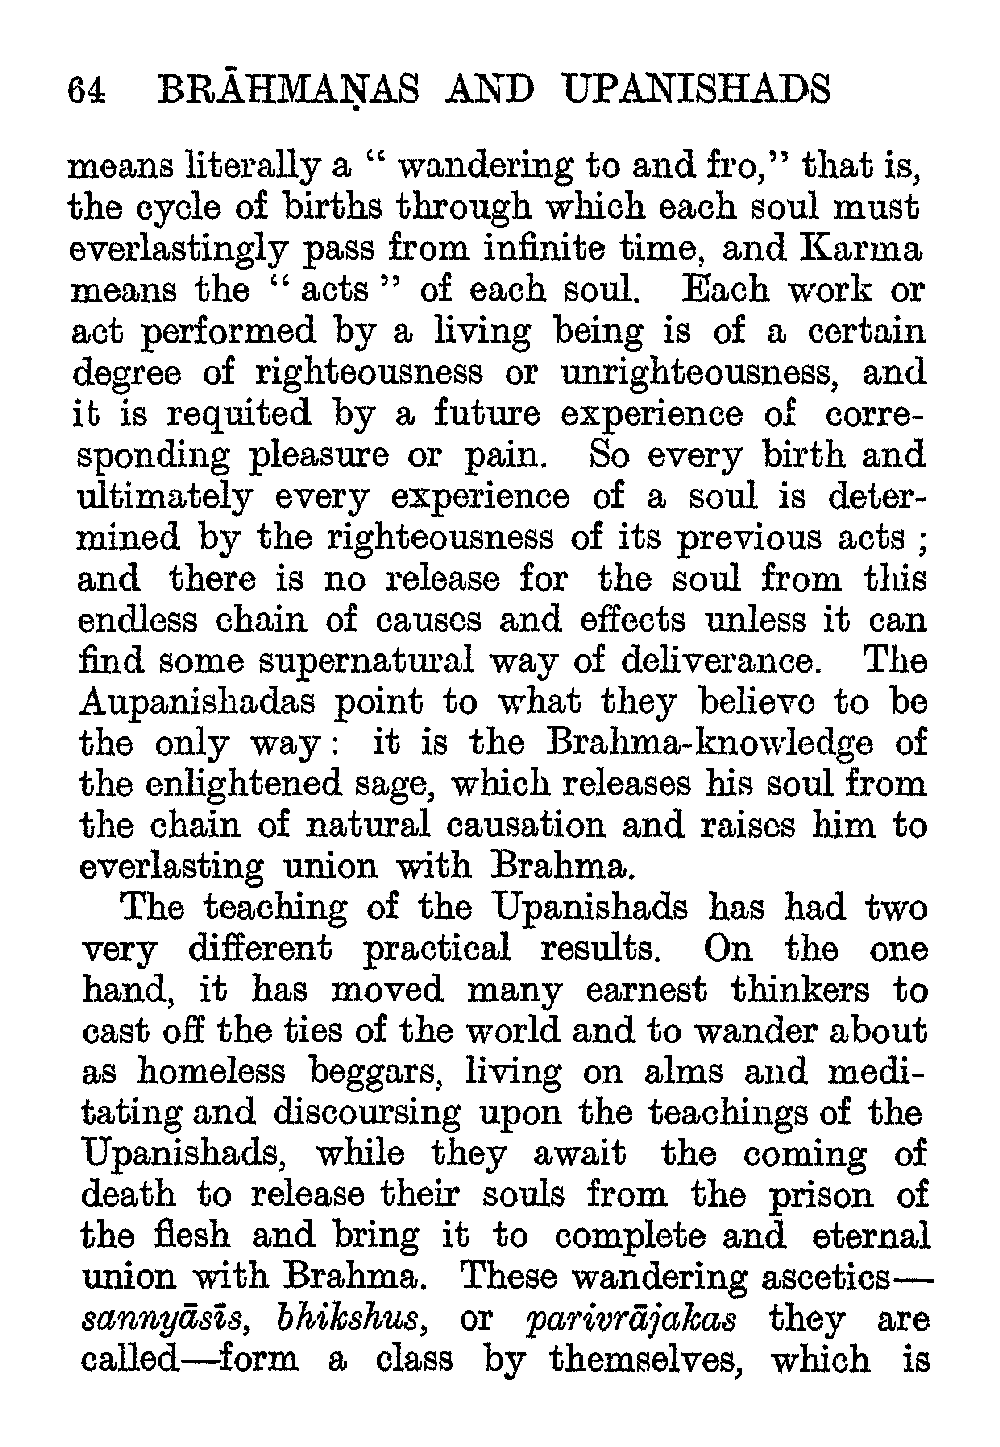 64 BRĀHMAṆAS AND UPANISHADS
means literally a “ wandering to and fro,” that is,
the cycle of births through which each soul must
everlastingly pass from infinite time, and Karma
means the “ acts ” of each soul. Each work or
act performed by a living being is of a certain
degree of righteousness or unrighteousness, and
it is requited by a future experience of corre-
sponding pleasure or pain. So every birth and
ultimately every experience of a soul is deter-
mined by the righteousness of its previous acts ;
and there is no release for the soul from this
endless chain of causes and effects unless it can
find some supernatural way of deliverance. The
Aupanishadas point to what they believe to be
the only way : it is the Brahma-knowledge of
the enlightened sage, which releases his soul from
the chain of natural causation and raises him to
everlasting union with Brahma.
The teaching of the Upanishads has had two
very different practical results. On the one
hand, it has moved many earnest thinkers to
cast off the ties of the world and to wander about
as homeless beggars, living on alms and medi-
tating and discoursing upon the teachings of the
Upanishads, while they await the coming of
death to release their souls from the prison of
the flesh and bring it to complete and eternal
union with Brahma. These wandering ascetics—
sannyāsīs, bhikshus, or parivrājakas they are
called—form a class by themselves, which is